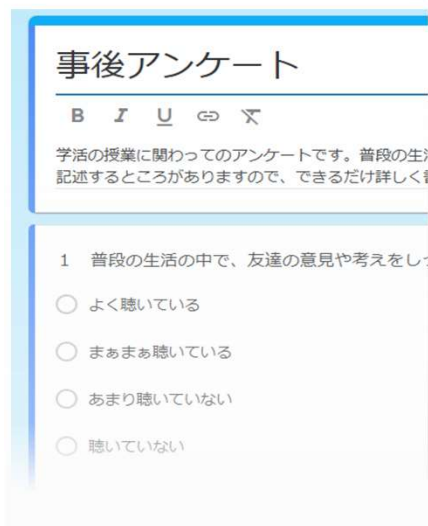 事後アンケート
B I U
学活の授業に関わってのアンケートです。普段の生
記述するところがありますので、できるだけ詳しく
1 普段の生活の中で、友達の意見や考えをし
よく聴いている
まぁまぁ聴いている
あまり聴いていない
聴いていない